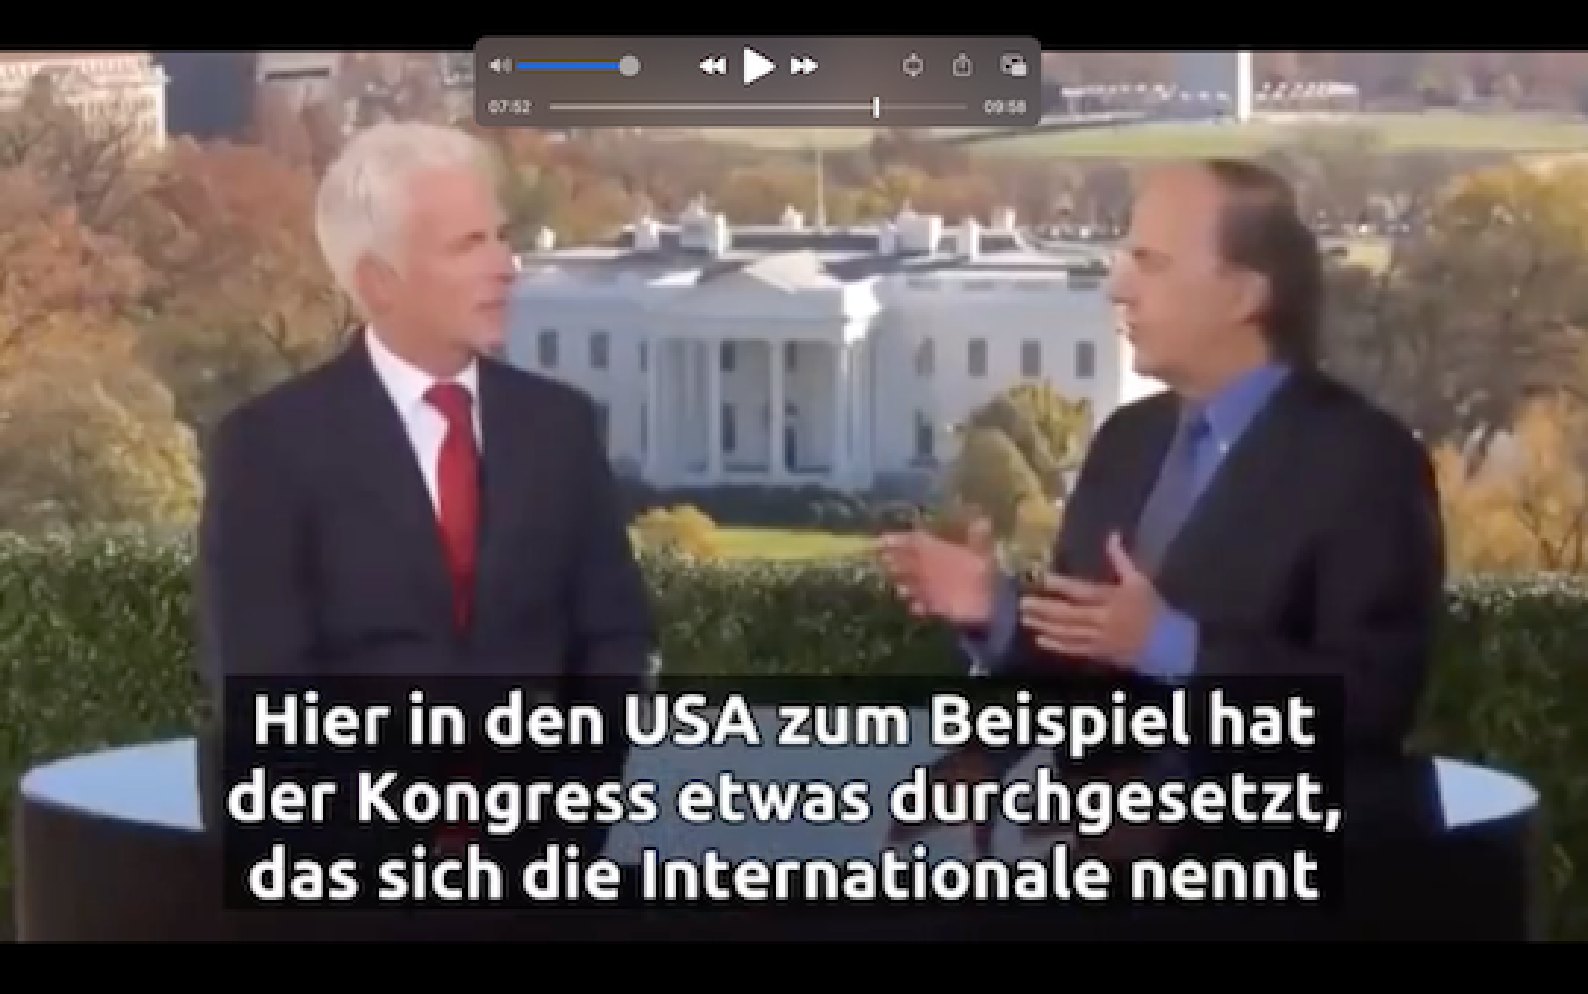 07:52
09:58
Hier in den USA zum Beispiel hat
der Kongress etwas durchgesetzt,
das sich die Internationale nennt